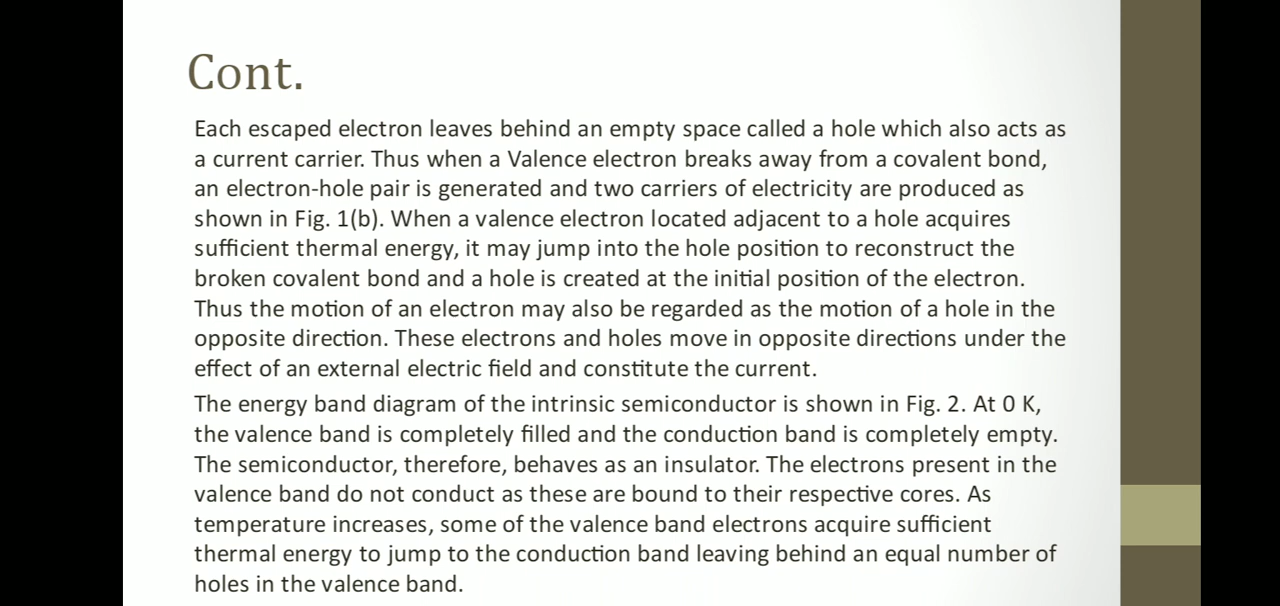 Cont.
Each escaped electron leaves behind an empty space called a hole which also acts as
a current carrier. Thus when a Valence electron breaks away from a covalent bond,
an electron-hole pair is generated and two carriers of electricity are produced as
shown in Fig. 1(b). When a valence electron located adjacent to a hole acquires
sufficient thermal energy, it may jump into the hole position to reconstruct the
broken covalent bond and a hole is created at the initial position of the electron.
Thus the motion of an electron may also be regarded as the motion of a hole in the
opposite direction. These electrons and holes move in opposite directions under the
effect of an external electric field and constitute the current.
The energy band diagram of the intrinsic semiconductor is shown in Fig. 2. At 0 K,
the valence band is completely filled and the conduction band is completely empty.
The semiconductor, therefore, behaves as an insulator. The electrons present in the
valence band do not conduct as these are bound to their respective cores. As
temperature increases, some of the valence band electrons acquire sufficient
thermal energy to jump to the conduction band leaving behind an equal number of
holes in the valence band.